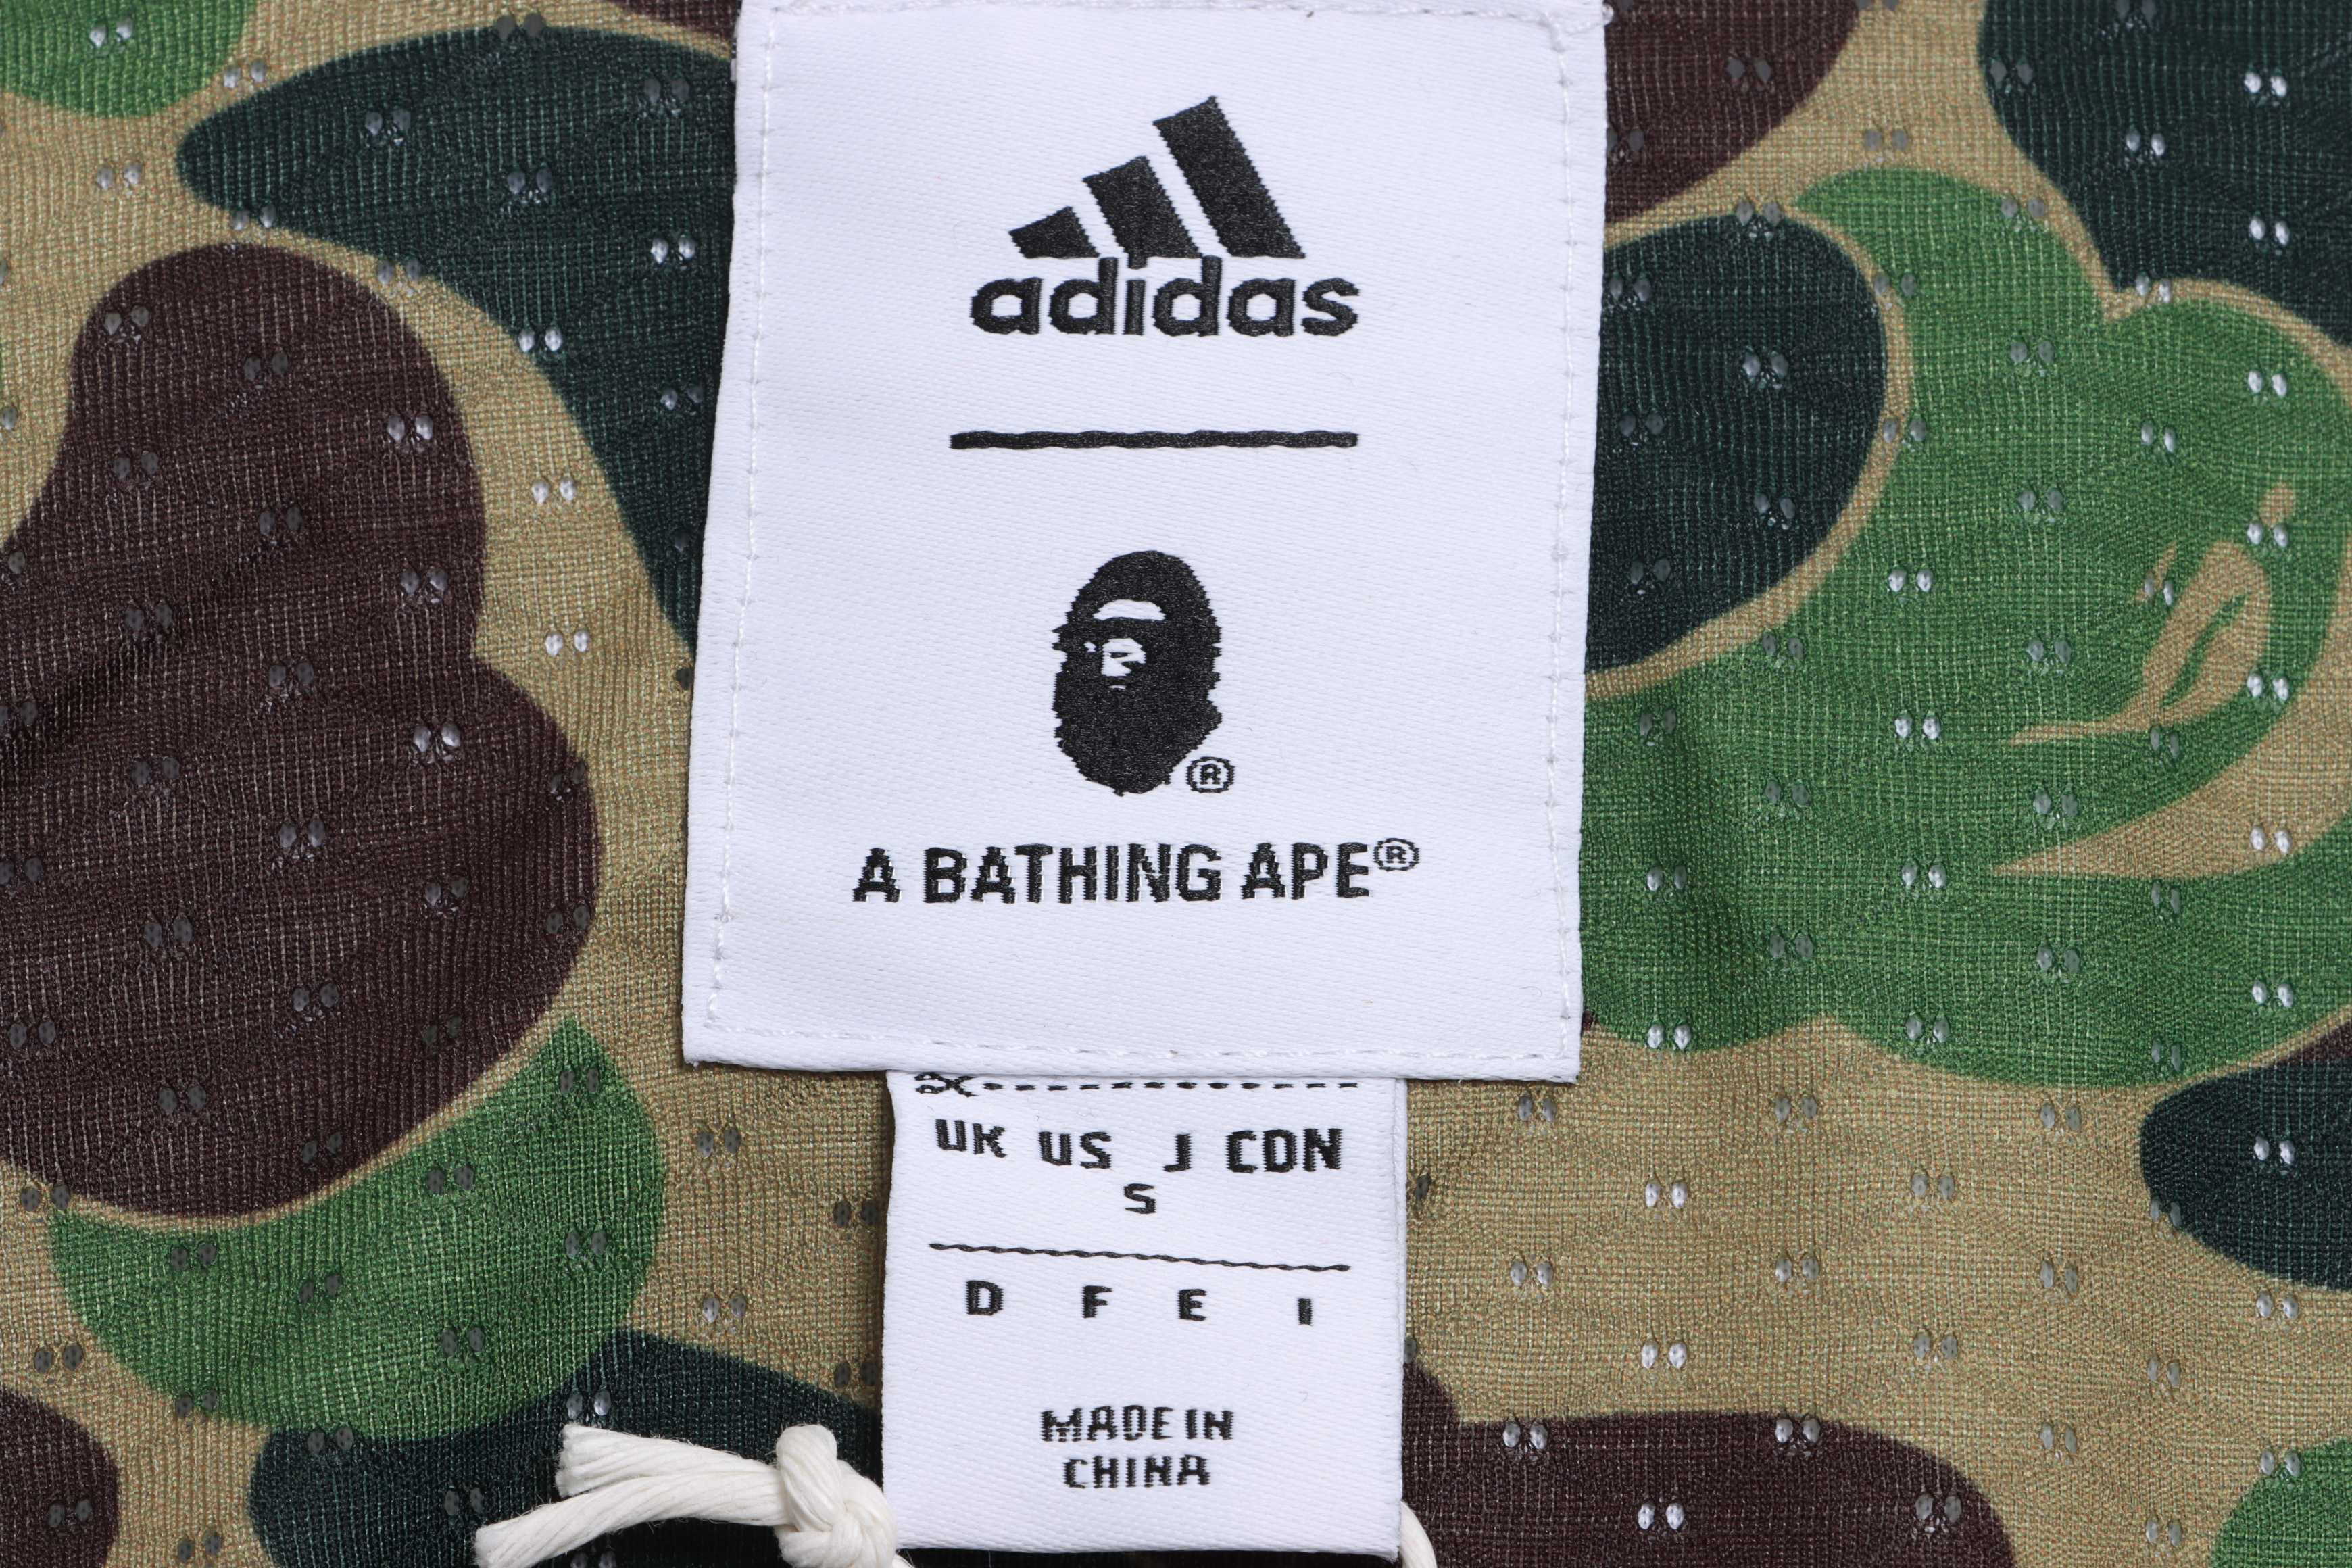 adidas
®
A BATHING APE®
UK US J CDN
S
D F E I
MADE IN
CHINA